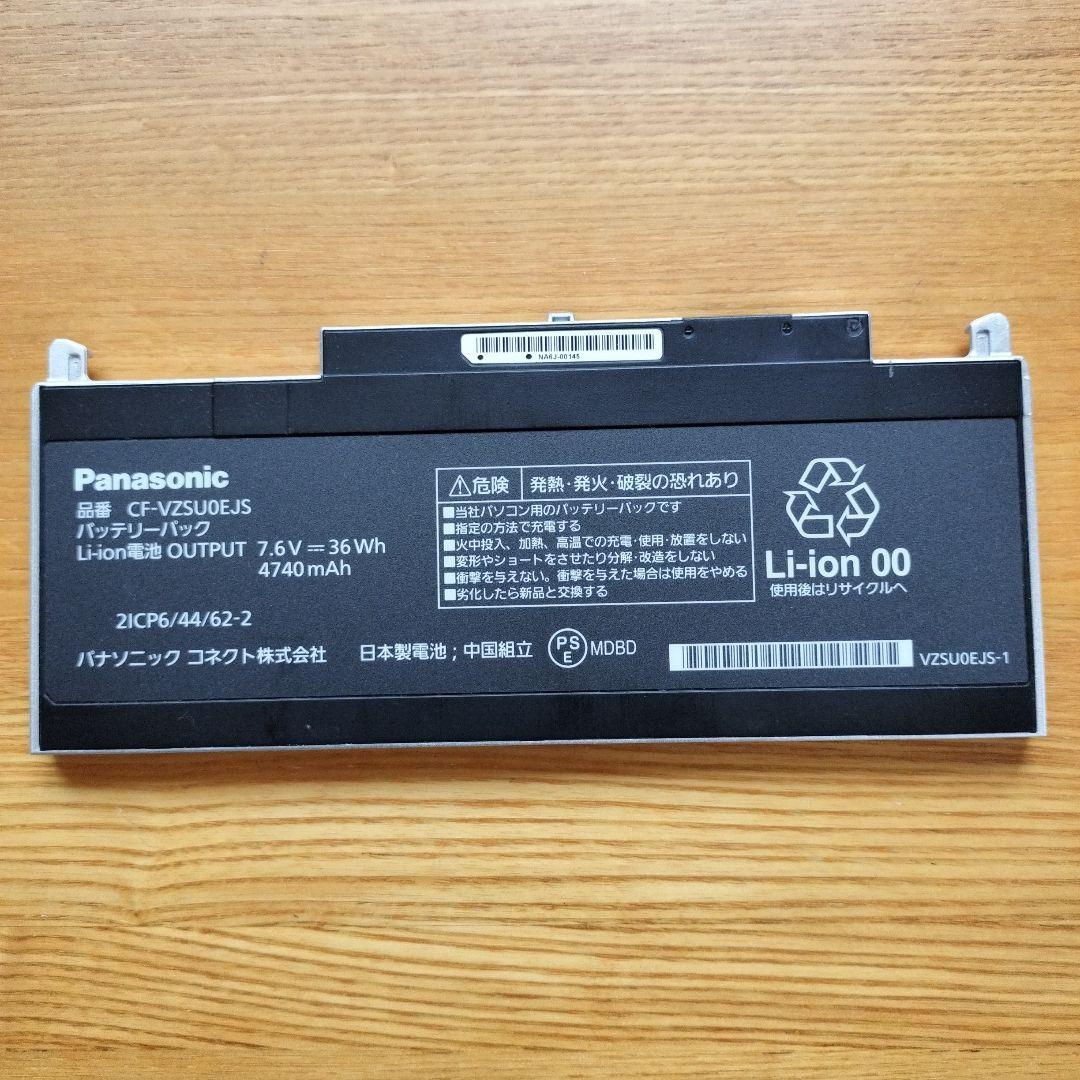 NA6J-00145
Panasonic
品番 CF-VZSU0EJS
バッテリーパック
Li-ion電池 OUTPUT 7.6V⎓36Wh
4740mAh
2ICP6/44/62-2
パナソニック コネクト株式会社
日本製電池;中国組立 PSE MDBD
⚠危険 発熱・発火・破裂の恐れあり
■当社パソコン用のバッテリーパックです
■指定の方法で充電する
■火中投入、加熱、高温での充電・使用・放置をしない
■変形やショートをさせたり分解・改造をしない
■衝撃を与えない。衝撃を与えた場合は使用をやめる
■劣化したら新品と交換する
Li-ion 00
使用後はリサイクルへ
VZSU0EJS-1